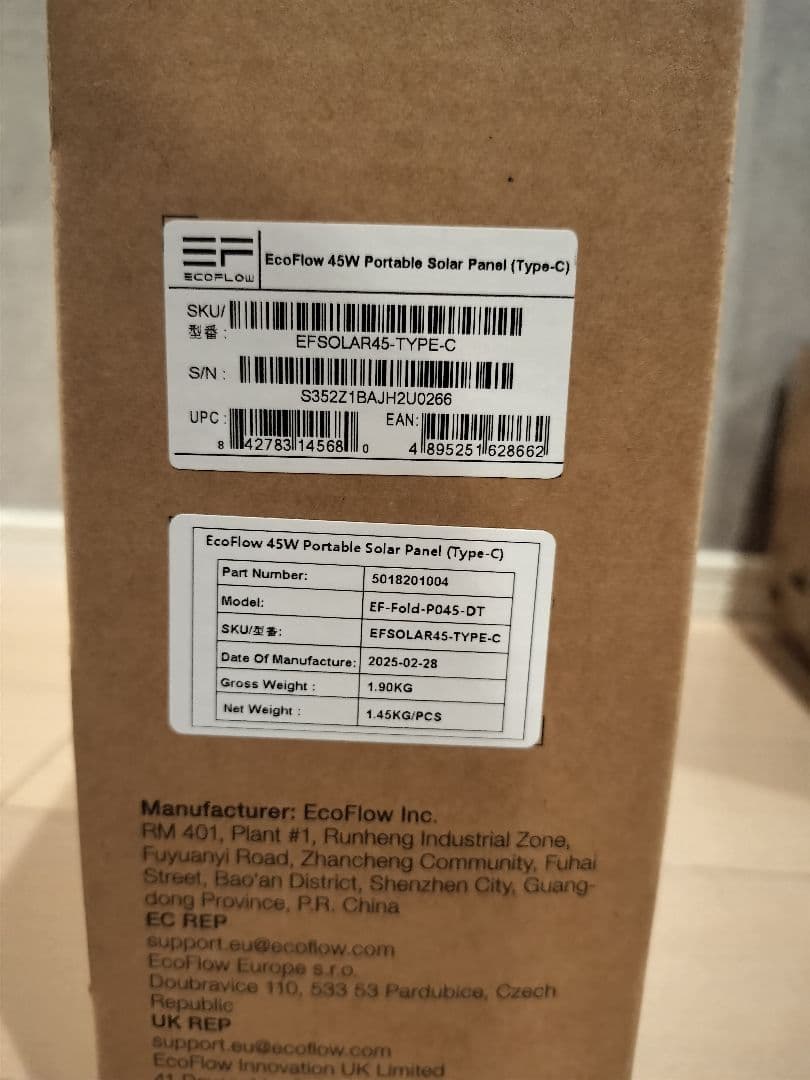 EF
ECOFLOW
EcoFlow 45W Portable Solar Panel (Type-C)
SKU/
型番 :
EFSOLAR45-TYPE-C
S/N :
S352Z1BAJH2U0266
UPC :
8 42783 14568 0
EAN:
4 895251 628662
EcoFlow 45W Portable Solar Panel (Type-C)
Part Number: 5018201004
Model: EF-Fold-P045-DT
SKU/型番: EFSOLAR45-TYPE-C
Date Of Manufacture: 2025-02-28
Gross Weight : 1.90KG
Net Weight : 1.45KG/PCS
Manufacturer: EcoFlow Inc.
RM 401, Plant #1, Runheng Industrial Zone,
Fuyuanyi Road, Zhancheng Community, Fuhai
Street, Bao'an District, Shenzhen City, Guang-
dong Province, P.R. China
EC REP
support.eu@ecoflow.com
EcoFlow Europe s.r.o.
Doubravice 110, 533 53 Pardubice, Czech
Republic
UK REP
support.eu@ecoflow.com
EcoFlow Innovation UK Limited